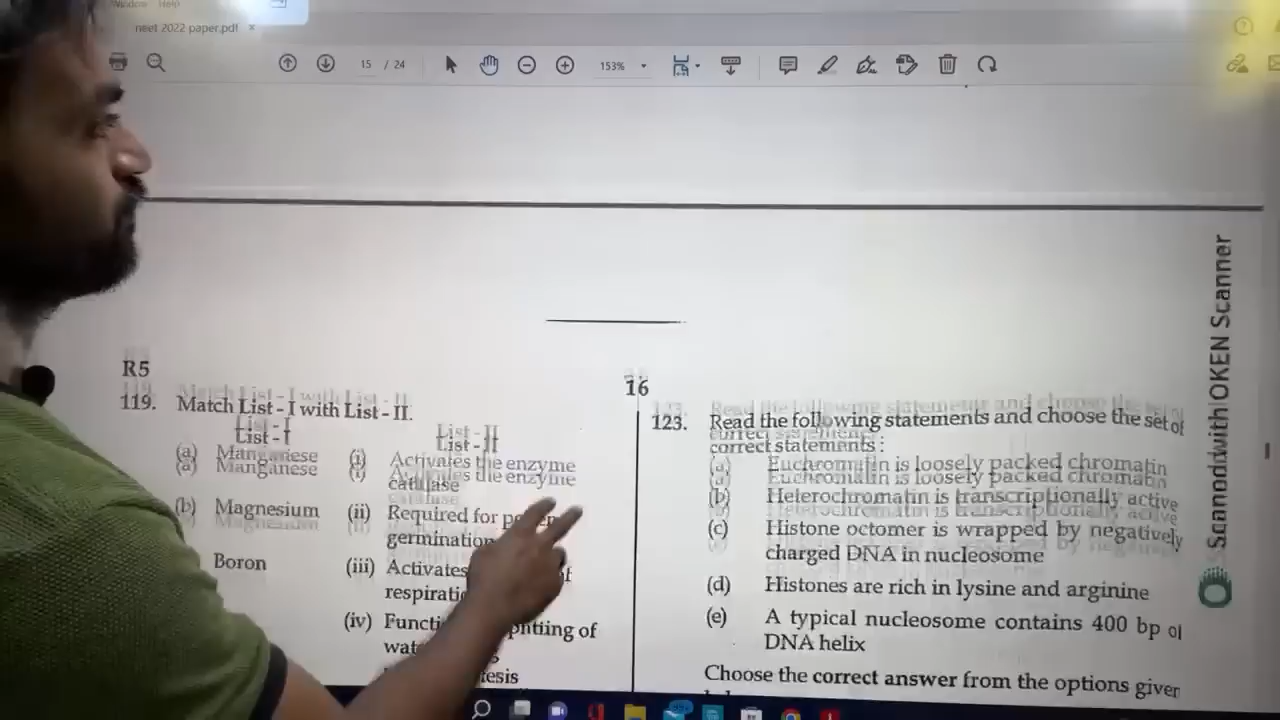 Window Help
neet 2022 paper.pdf ×
15 / 24
153%
R5
16
119. Match List - I with List - II.
List - I
List - II
(a) Manganese
(i) Activates the enzyme
catalase
(b) Magnesium
(ii) Required for
germination
Boron
(iii) Activates
(iv)
of
123. Read the following statements and choose the set of
correct statements :
(a) Euchromatin is loosely packed chromatin
(b) Heterochromatin is transcriptionally active
(c) Histone octomer is wrapped by negatively
charged DNA in nucleosome
(d) Histones are rich in lysine and arginine
(e) A typical nucleosome contains 400 bp of
DNA helix
Choose the correct answer from the options given
with OKEN Scanner